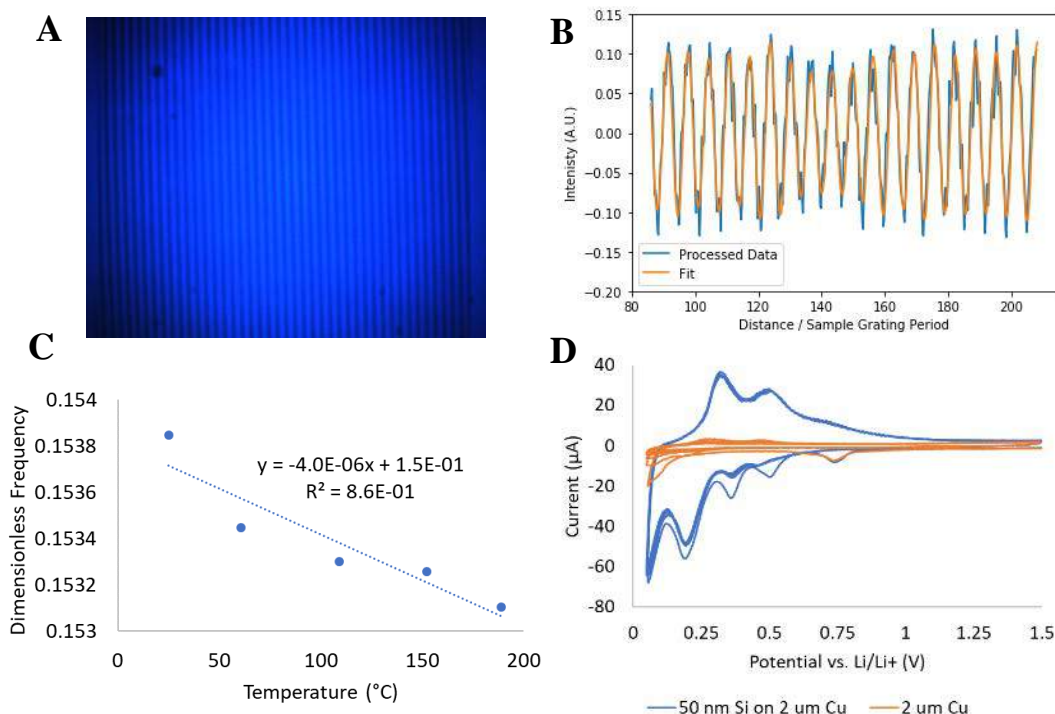 A
B
0.15
0.10
0.05
0.00
−0.05
−0.10
−0.15
−0.20
Intenisty (A.U.)
Processed Data
Fit
80
100
120
140
160
180
200
Distance / Sample Grating Period
C
0.154
0.1538
0.1536
0.1534
0.1532
0.153
Dimensionless Frequency
y = -4.0E-06x + 1.5E-01
R² = 8.6E-01
0
50
100
150
200
Temperature (°C)
D
40
20
0
-20
-40
-60
-80
Current (µA)
0
0.25
0.5
0.75
1
1.25
1.5
Potential vs. Li/Li+ (V)
50 nm Si on 2 um Cu
2 um Cu